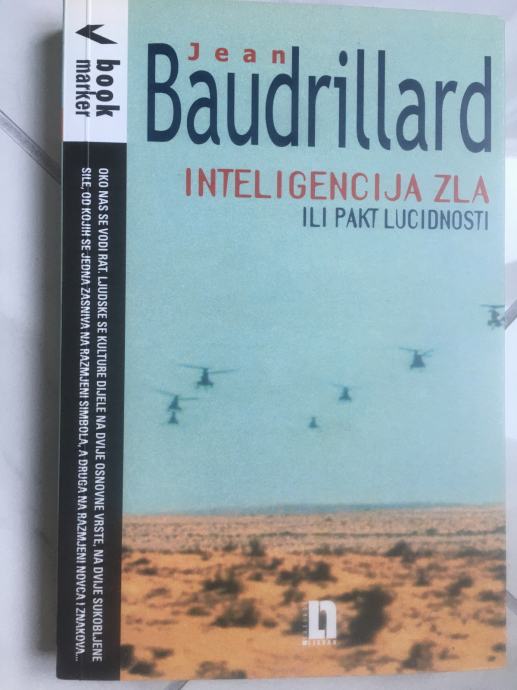 book
marker
OKO NAS SE VODI RAT. LJUDSKE SE KULTURE DIJELE NA DVIJE OSNOVNE VRSTE, NA DVIJE SUKOBLJENE
SILE, OD KOJIH SE JEDNA ZASNIVA NA RAZMJENI SIMBOLA, A DRUGA NA RAZMJENI NOVCA I ZNAKOVA...
Jean
Baudrillard
INTELIGENCIJA ZLA
ILI PAKT LUCIDNOSTI